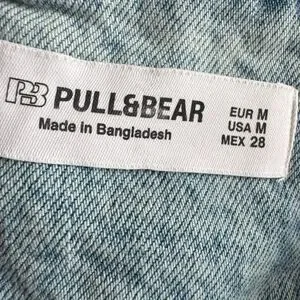 PB PULL&BEAR
Made in Bangladesh
EUR M
USA M
MEX 28